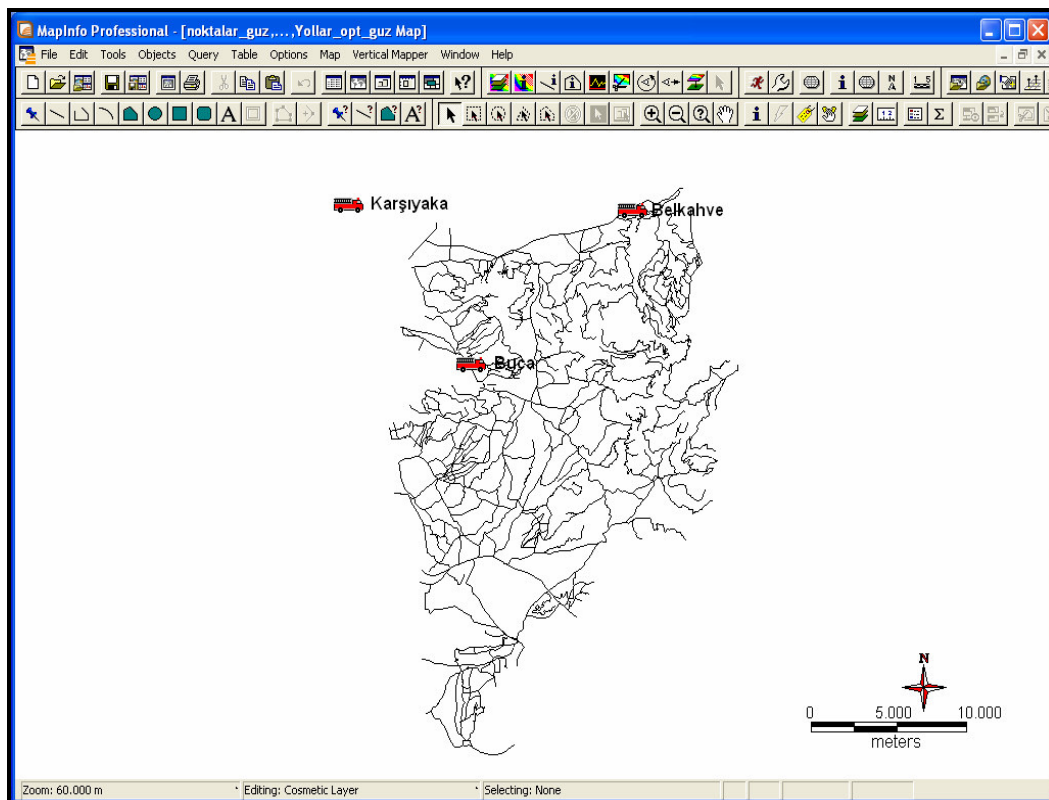 MapInfo Professional - [noktalar_guz,...,Yollar_opt_guz Map]
File Edit Tools Objects Query Table Options Map Vertical Mapper Window Help
Karşıyaka
Belkahve
Buca
N
0 5.000 10.000
meters
Zoom: 60.000 m Editing: Cosmetic Layer Selecting: None